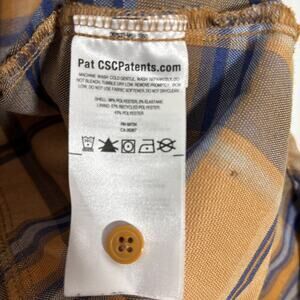 Pat CSCPatents.com
MACHINE WASH COLD GENTLE, WASH SEPARATELY, DO
NOT BLEACH, TUMBLE DRY LOW, REMOVE PROMPTLY, IRON
LOW, DO NOT USE FABRIC SOFTENER, DO NOT DRYCLEAN.
SHELL: 98% POLYESTER, 2% ELASTANE
LINING: 57% RECYCLED POLYESTER,
43% POLYESTER